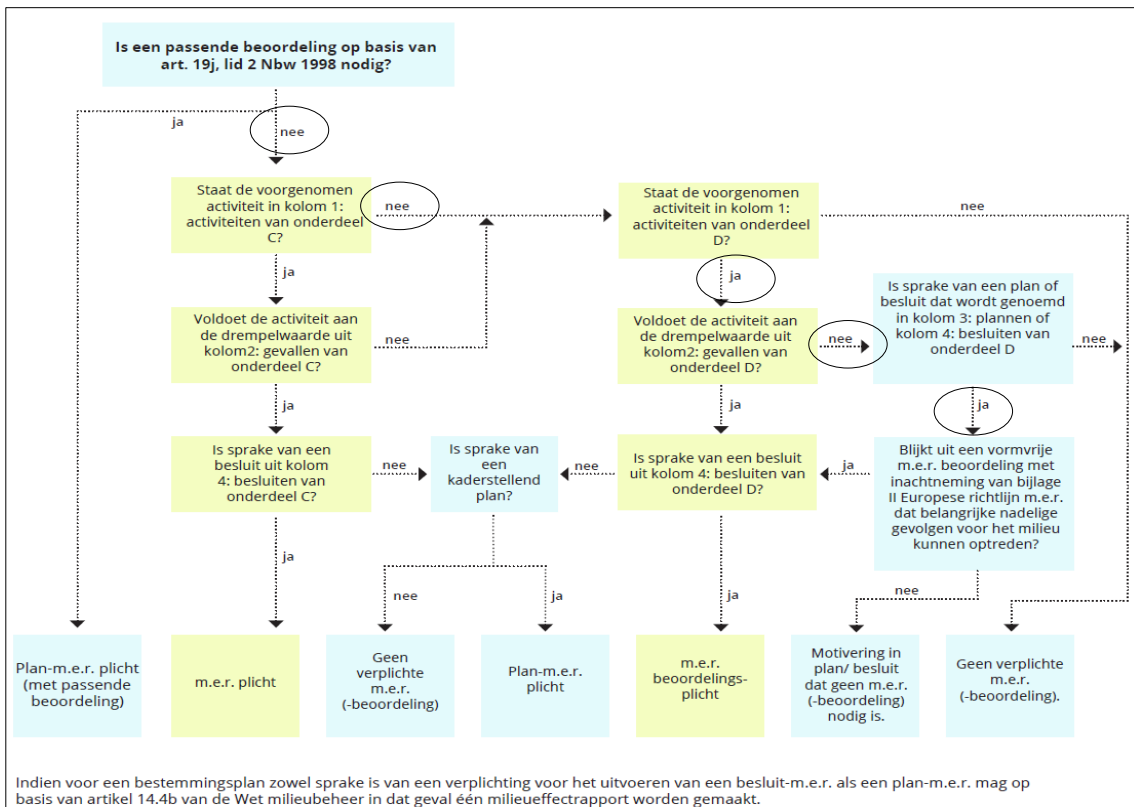 Is een passende beoordeling op basis van
art. 19j, lid 2 Nbw 1998 nodig?
ja
nee
Staat de voorgenomen
activiteit in kolom 1:
activiteiten van onderdeel
C?
nee
Staat de voorgenomen
activiteit in kolom 1:
activiteiten van onderdeel
D?
nee
ja
ja
Voldoet de activiteit aan
de drempelwaarde uit
kolom2: gevallen van
onderdeel C?
nee
Voldoet de activiteit aan
de drempelwaarde uit
kolom2: gevallen van
onderdeel D?
nee
Is sprake van een plan of
besluit dat wordt genoemd
in kolom 3: plannen of
kolom 4: besluiten van
onderdeel D
nee
ja
ja
ja
Is sprake van een
besluit uit kolom
4: besluiten van
onderdeel C?
nee
Is sprake van
een
kaderstellend
plan?
nee
Is sprake van een besluit
uit kolom 4: besluiten van
onderdeel D?
ja
Blijkt uit een vormvrije
m.e.r. beoordeling met
inachtneming van bijlage
II Europese richtlijn m.e.r.
dat belangrijke nadelige
gevolgen voor het milieu
kunnen optreden?
ja
nee
ja
ja
nee
Plan-m.e.r. plicht
(met passende
beoordeling)
m.e.r. plicht
Geen
verplichte
m.e.r.
(-beoordeling)
Plan-m.e.r.
plicht
m.e.r.
beoordelings-
plicht
Motivering in
plan/ besluit
dat geen m.e.r.
(-beoordeling)
nodig is.
Geen verplichte
m.e.r.
(-beoordeling).
Indien voor een bestemmingsplan zowel sprake is van een verplichting voor het uitvoeren van een besluit-m.e.r. als een plan-m.e.r. mag op
basis van artikel 14.4b van de Wet milieubeheer in dat geval één milieueffectrapport worden gemaakt.